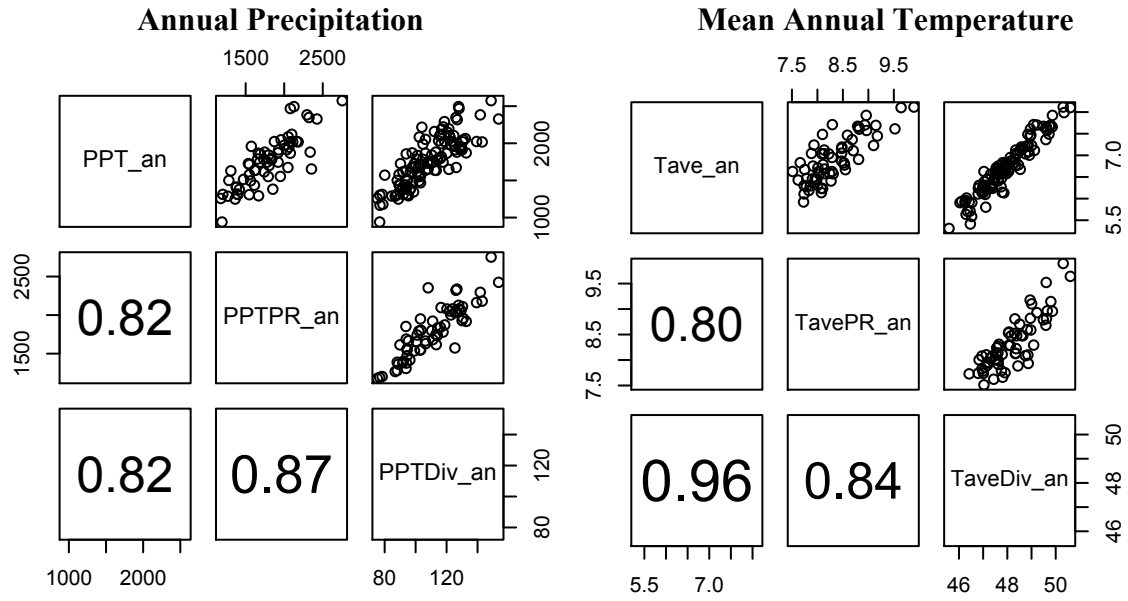 Annual Precipitation Mean Annual Temperature
1500 2500 7.5 8.5 9.5
PPT_an 1000 2000 Tave_an 5.5 7.0
1500 2500 0.82 PPTPR_an 7.5 8.5 9.5 0.80 TavePR_an
0.82 0.87 PPTDiv_an 80 120 0.96 0.84 TaveDiv_an 46 48 50
1000 2000 80 120 5.5 7.0 46 48 50